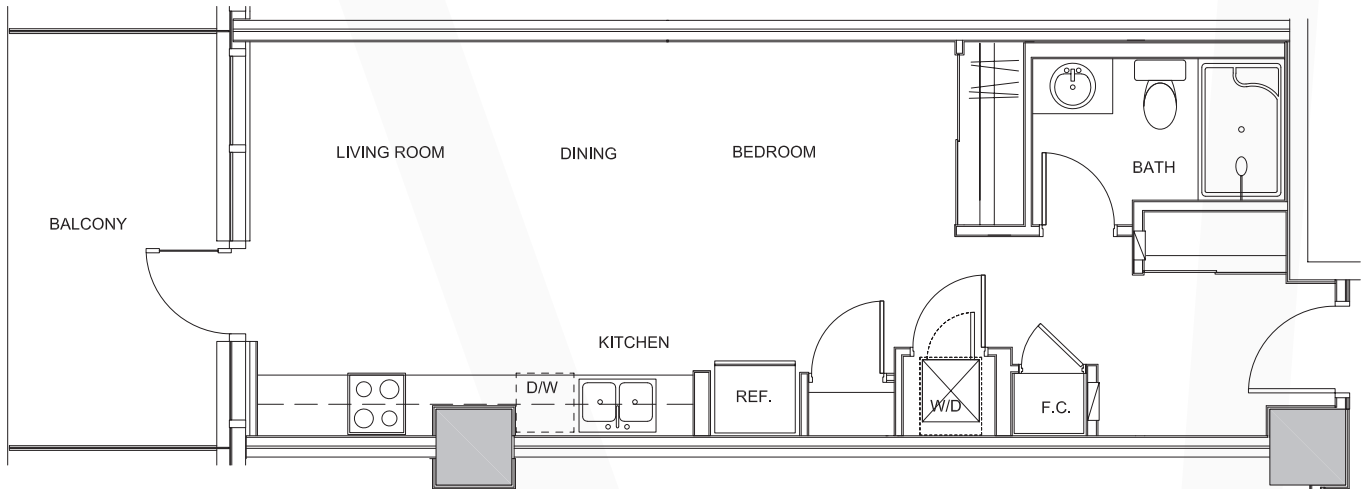 LIVING ROOM
DINING
BEDROOM
BATH
BALCONY
KITCHEN
D/W
REF.
W/D
F.C.